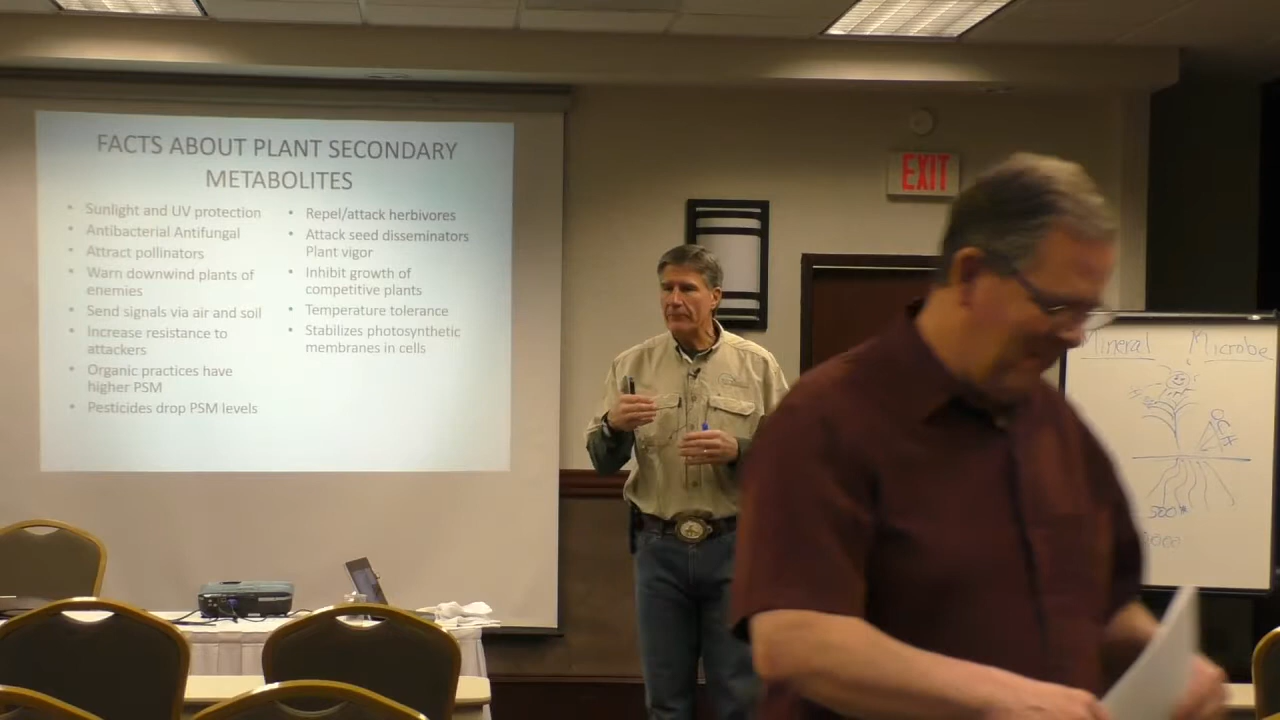 FACTS ABOUT PLANT SECONDARY
METABOLITES
• Sunlight and UV protection
• Antibacterial Antifungal
• Attract pollinators
• Warn downwind plants of
enemies
• Send signals via air and soil
• Increase resistance to
attackers
• Organic practices have
higher PSM
• Pesticides drop PSM levels
• Repel/attack herbivores
• Attack seed disseminators
Plant vigor
• Inhibit growth of
competitive plants
• Temperature tolerance
• Stabilizes photosynthetic
membranes in cells
EXIT
Mineral Microbe